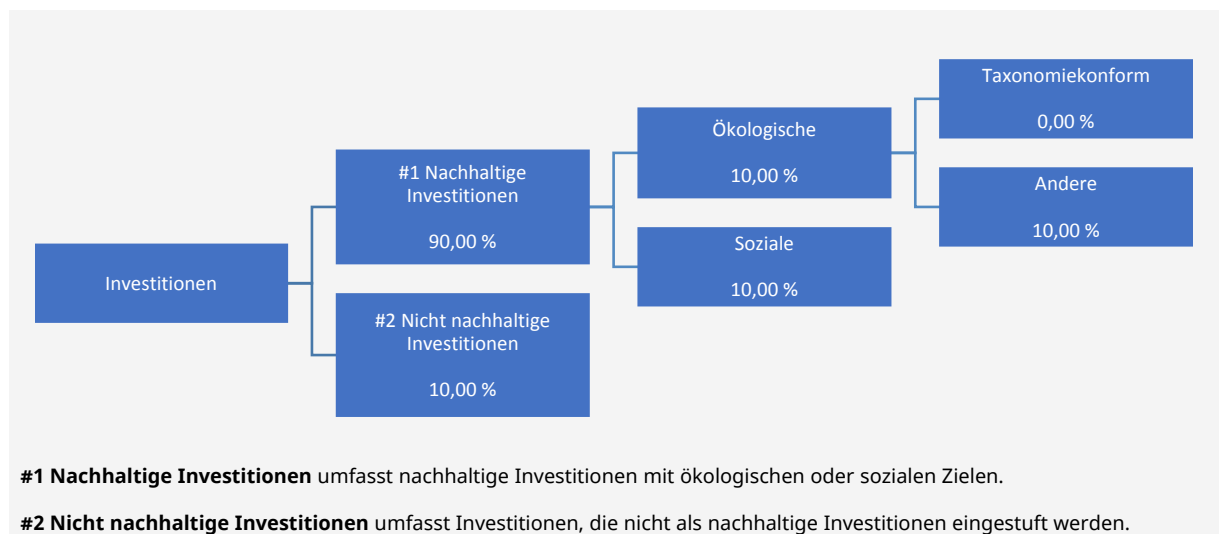 Investitionen
#1 Nachhaltige
Investitionen
90,00 %
#2 Nicht nachhaltige
Investitionen
10,00 %
Ökologische
10,00 %
Soziale
10,00 %
Taxonomiekonform
0,00 %
Andere
10,00 %
#1 Nachhaltige Investitionen umfasst nachhaltige Investitionen mit ökologischen oder sozialen Zielen.
#2 Nicht nachhaltige Investitionen umfasst Investitionen, die nicht als nachhaltige Investitionen eingestuft werden.